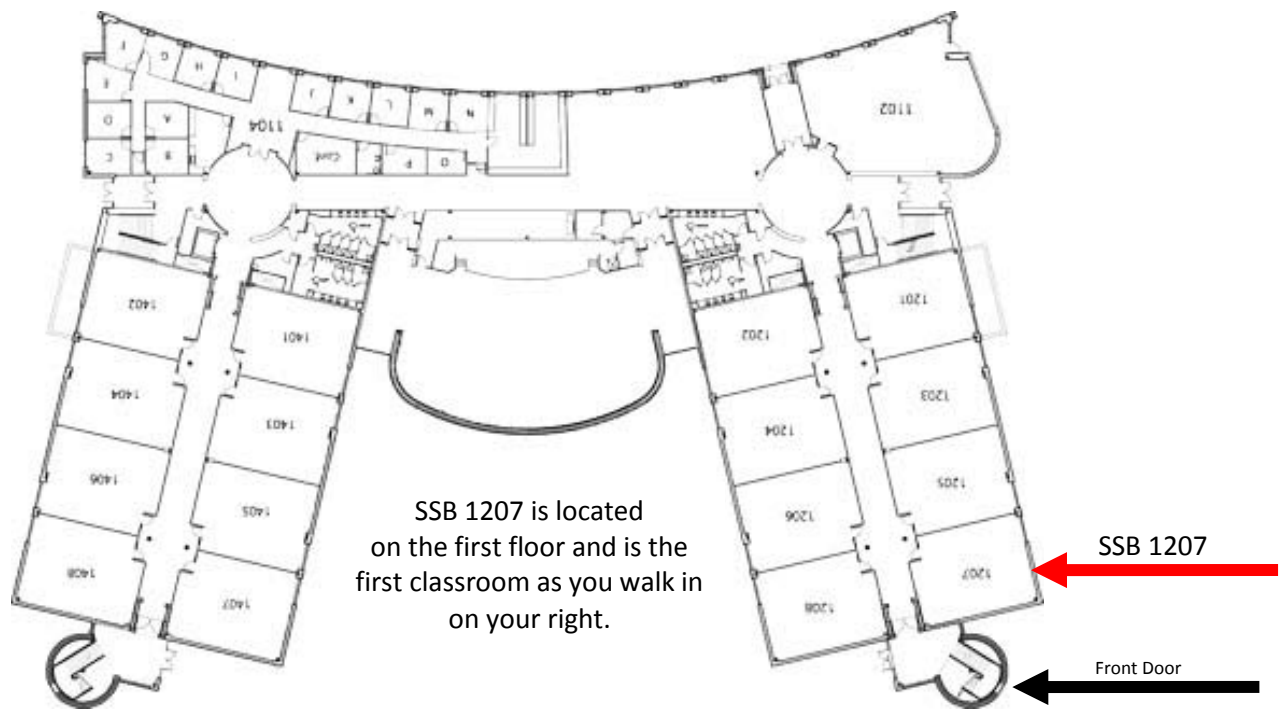 F
G
H
I
J
K
L
M
N
E
D
A
C
B
1104
Conf
P
O
1102
1402
1401
1202
1201
1404
1403
1204
1203
1406
1405
1206
1205
1408
1407
1208
1207
SSB 1207 is located
on the first floor and is the
first classroom as you walk in
on your right.
SSB 1207
Front Door